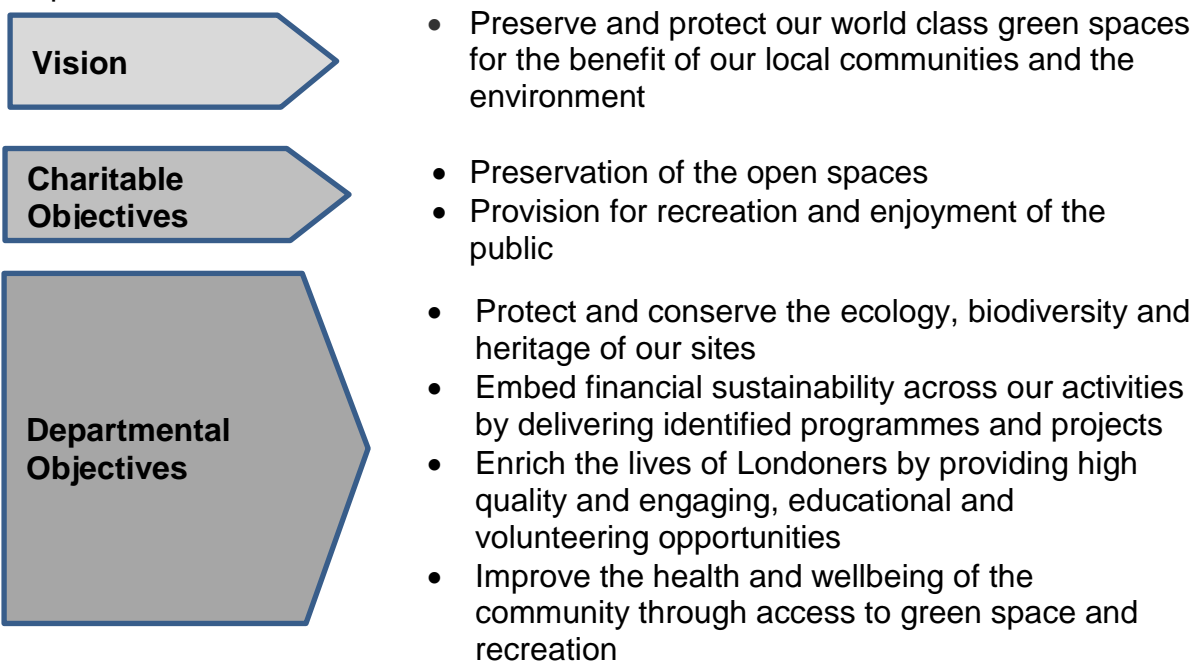 Vision
• Preserve and protect our world class green spaces
for the benefit of our local communities and the
environment
Charitable
Objectives
• Preservation of the open spaces
• Provision for recreation and enjoyment of the
public
Departmental
Objectives
• Protect and conserve the ecology, biodiversity and
heritage of our sites
• Embed financial sustainability across our activities
by delivering identified programmes and projects
• Enrich the lives of Londoners by providing high
quality and engaging, educational and
volunteering opportunities
• Improve the health and wellbeing of the
community through access to green space and
recreation